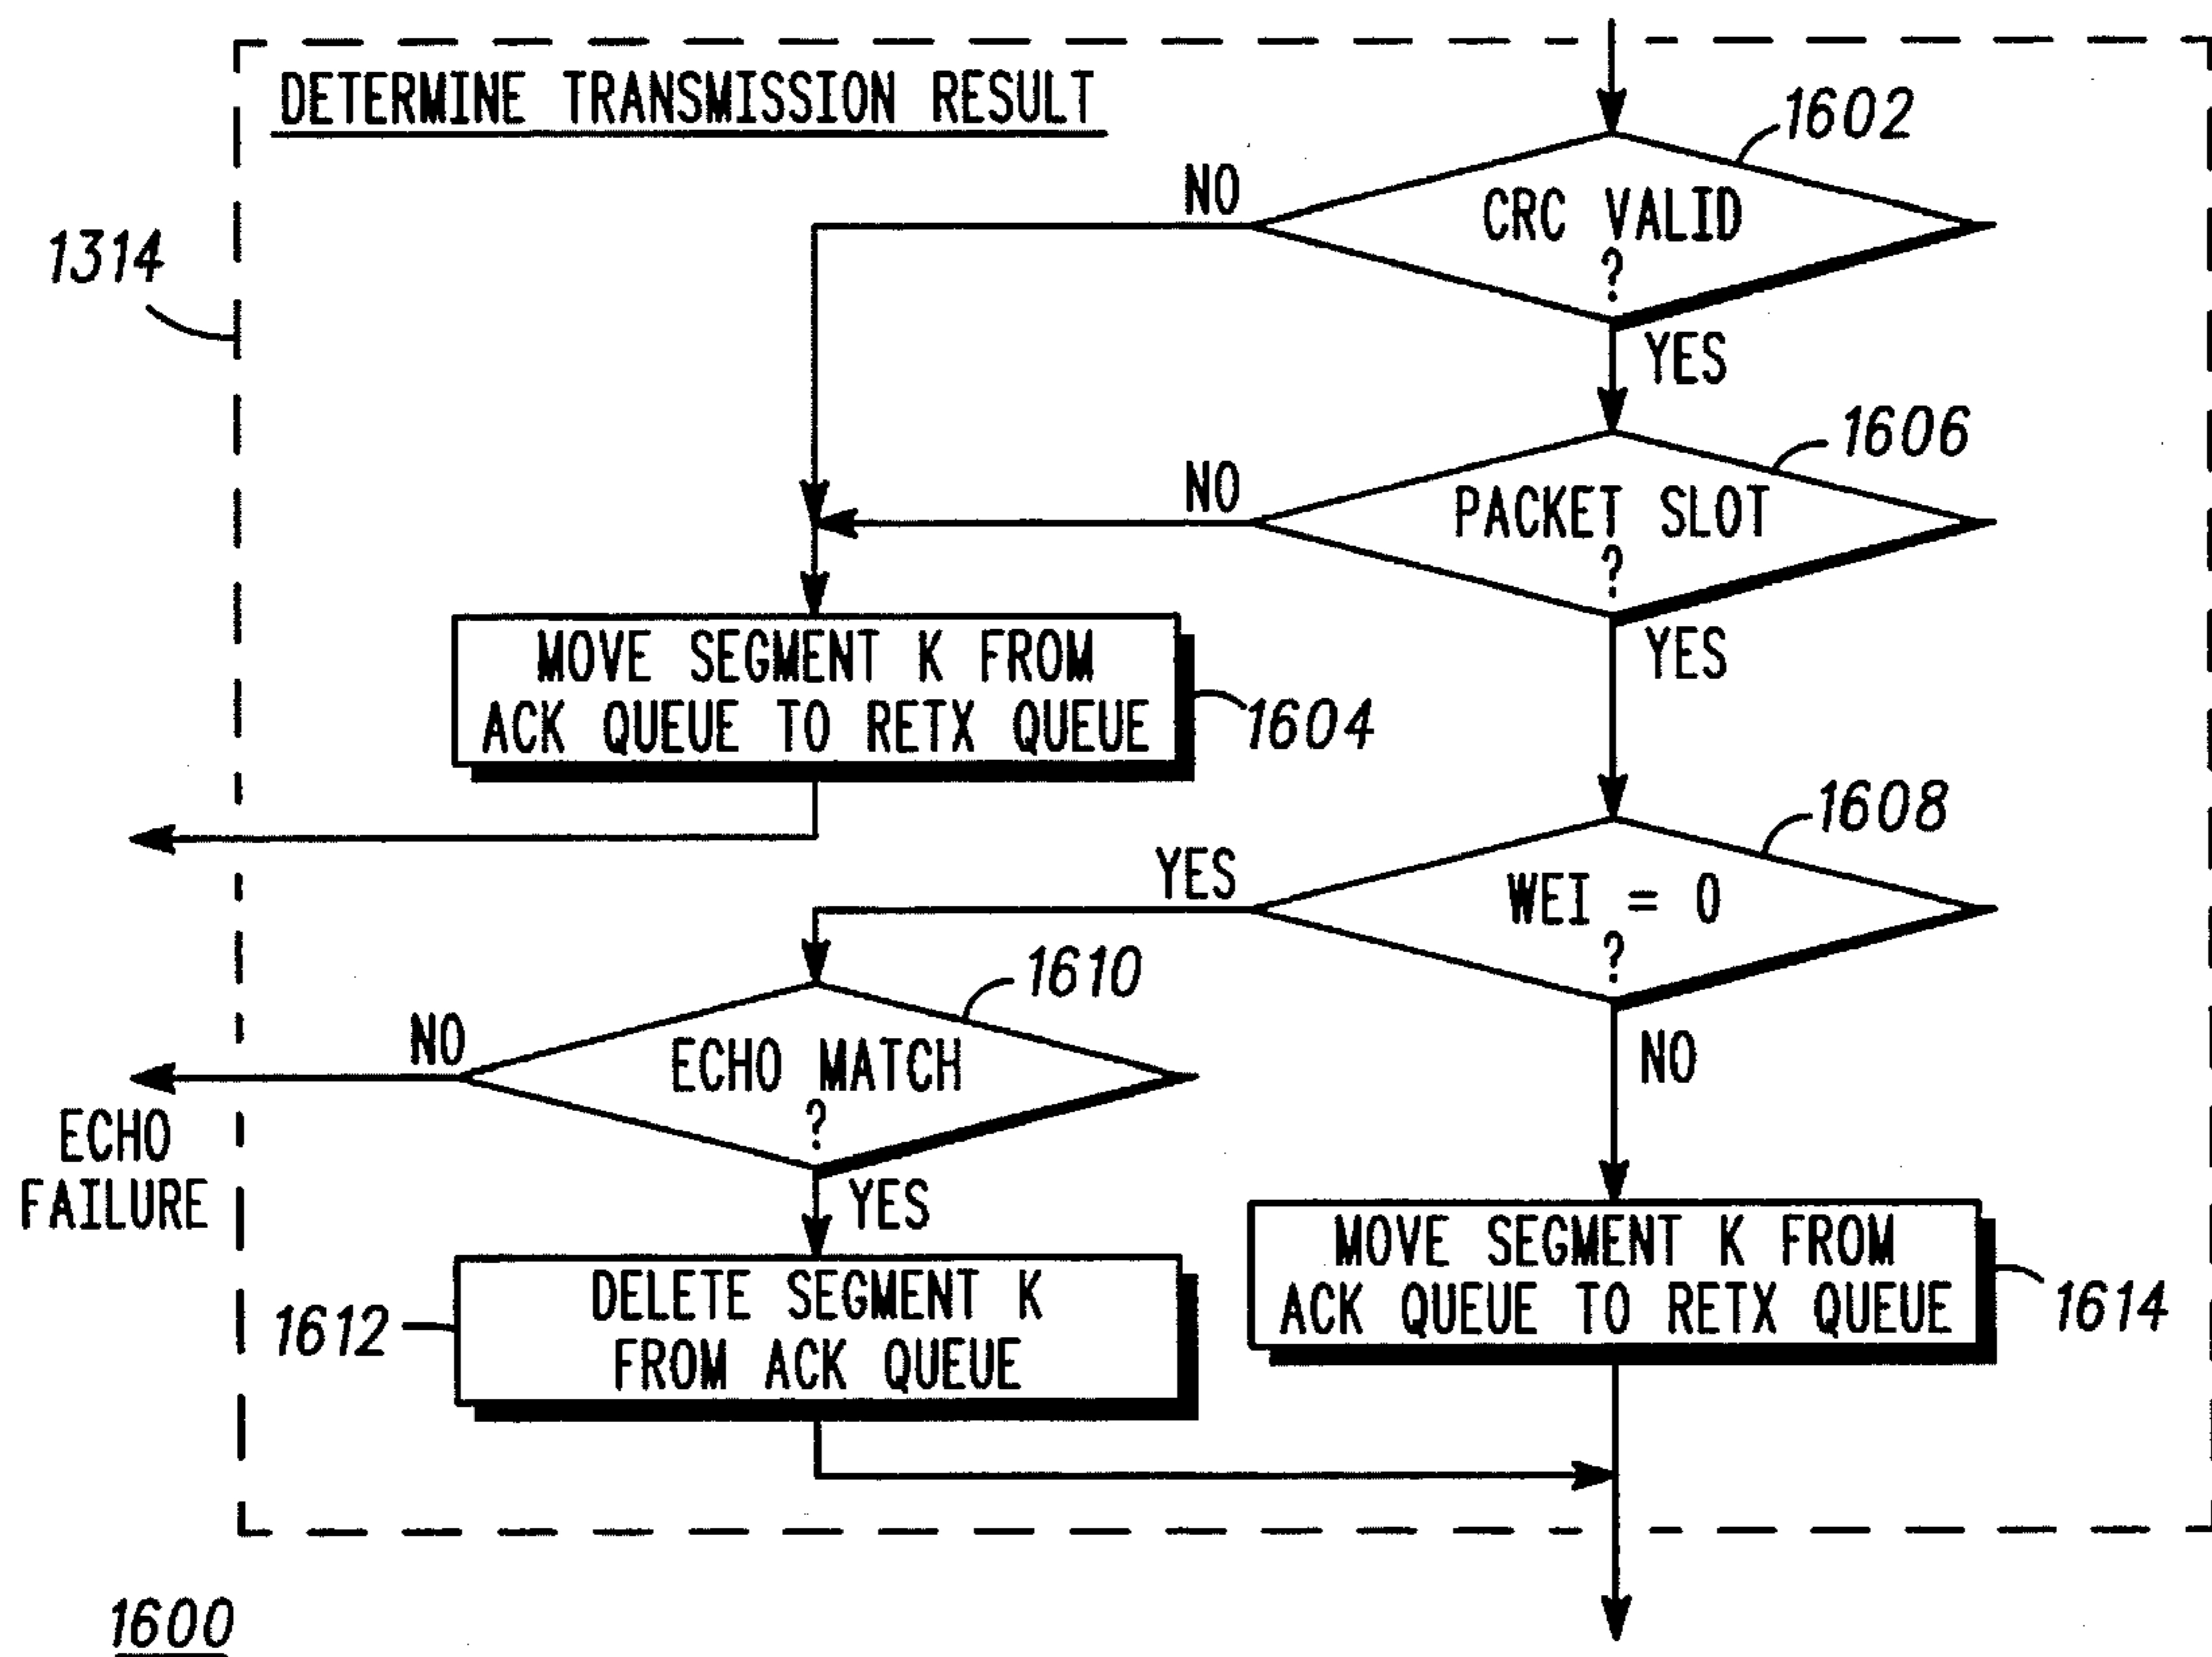 DETERMINE TRANSMISSION RESULT
1602
NO
CRC VALID
?
1314
YES
1606
NO
PACKET SLOT
?
YES
MOVE SEGMENT K FROM
ACK QUEUE TO RETX QUEUE
1604
1608
YES
WEI = 0
?
1610
NO
ECHO MATCH
?
NO
ECHO
FAILURE
YES
MOVE SEGMENT K FROM
ACK QUEUE TO RETX QUEUE
1614
1612
DELETE SEGMENT K
FROM ACK QUEUE
1600